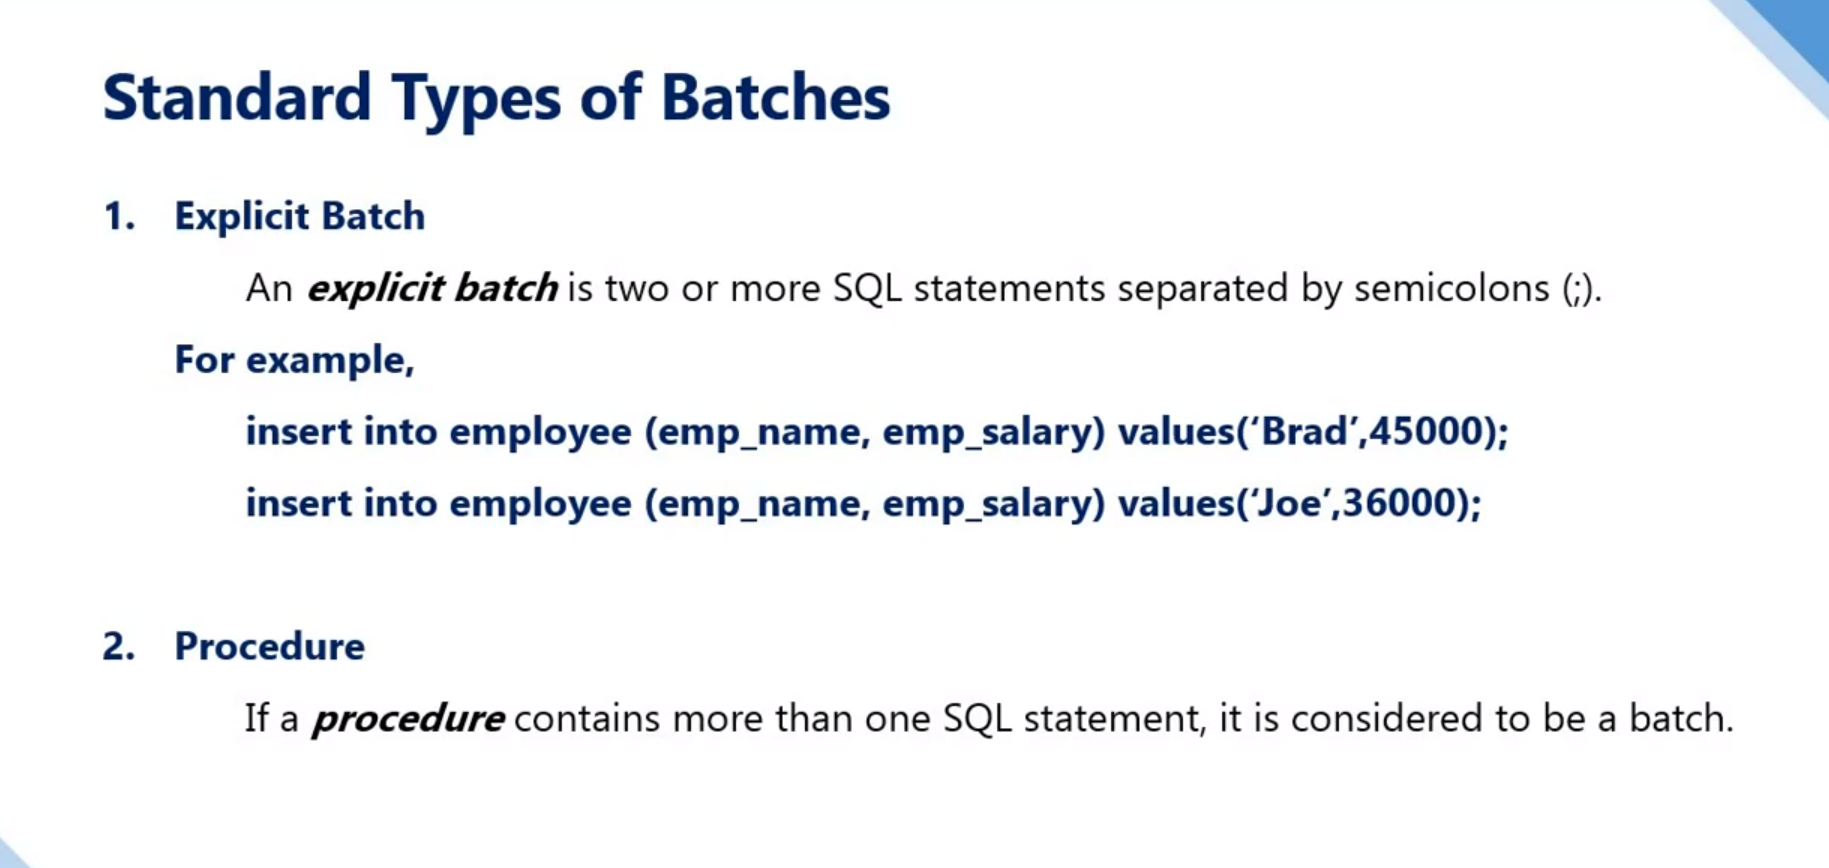 Standard Types of Batches
1. Explicit Batch
An explicit batch is two or more SQL statements separated by semicolons (;).
For example,
insert into employee (emp_name, emp_salary) values(‘Brad’,45000);
insert into employee (emp_name, emp_salary) values(‘Joe’,36000);
2. Procedure
If a procedure contains more than one SQL statement, it is considered to be a batch.